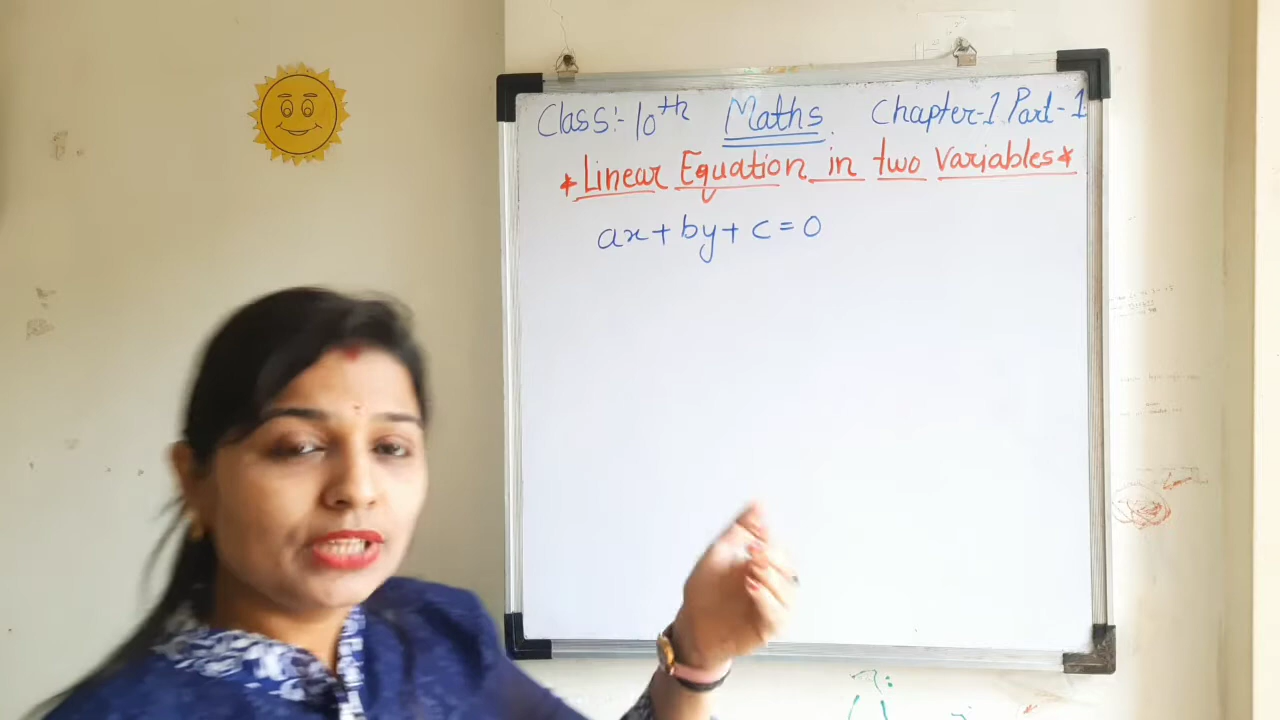 Class:- 10th Maths Chapter-1 Part-1
*Linear Equation in two Variables*
ax+by+c=0